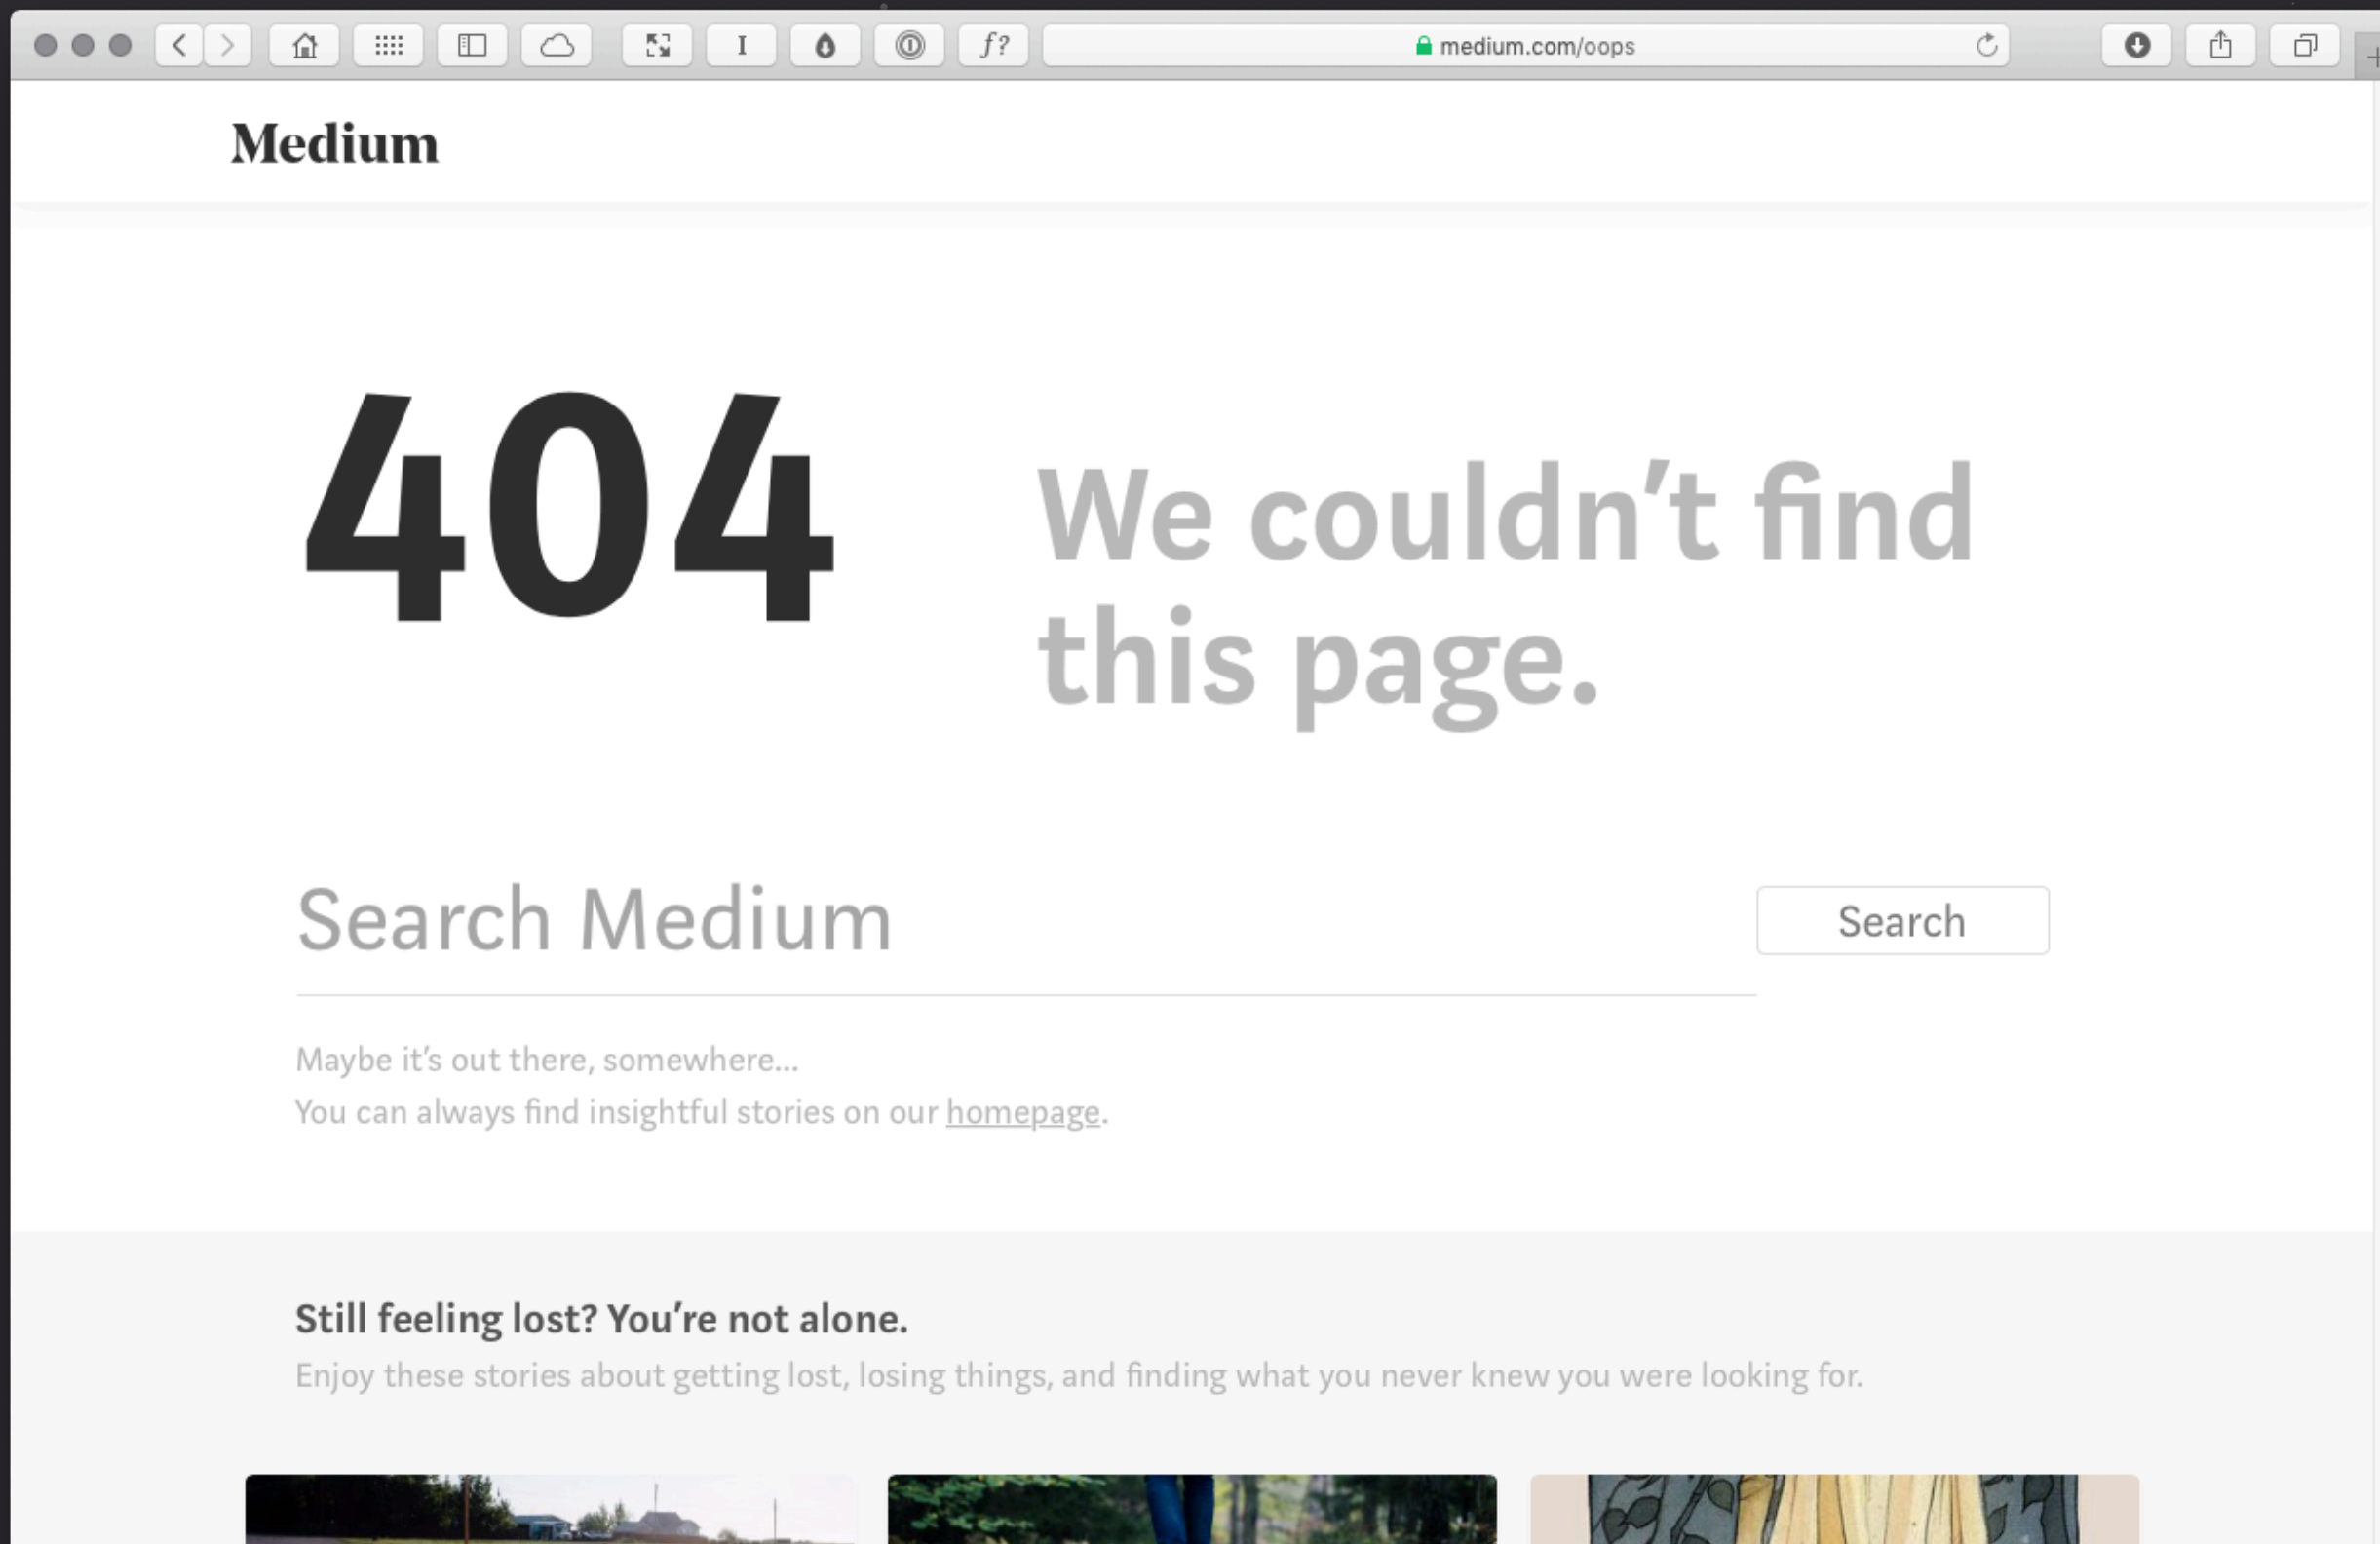 I
ƒ?
medium.com/oops
Medium
404
We couldn’t find
this page.
Search Medium
Search
Maybe it’s out there, somewhere...
You can always find insightful stories on our homepage.
Still feeling lost? You’re not alone.
Enjoy these stories about getting lost, losing things, and finding what you never knew you were looking for.